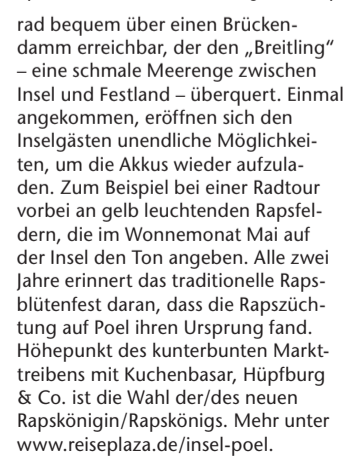 rad bequem über einen Brücken-
damm erreichbar, der den „Breitling“
– eine schmale Meerenge zwischen
Insel und Festland – überquert. Einmal
angekommen, eröffnen sich den
Inselgästen unendliche Möglichkei-
ten, um die Akkus wieder aufzula-
den. Zum Beispiel bei einer Radtour
vorbei an gelb leuchtenden Rapsfel-
dern, die im Wonnemonat Mai auf
der Insel den Ton angeben. Alle zwei
Jahre erinnert das traditionelle Raps-
blütenfest daran, dass die Rapszüch-
tung auf Poel ihren Ursprung fand.
Höhepunkt des kunterbunten Markt-
treibens mit Kuchenbasar, Hüpfburg
& Co. ist die Wahl der/des neuen
Rapskönigin/Rapskönigs. Mehr unter
www.reiseplaza.de/insel-poel.